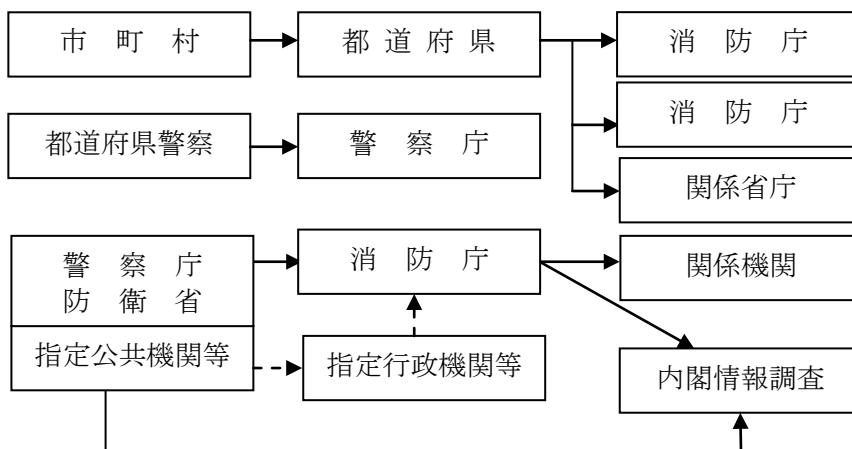 市 町 村
都 道 府 県
消 防 庁
消 防 庁
都道府県警察
警 察 庁
関係省庁
警 察 庁
防 衛 省
消 防 庁
関係機関
指定公共機関等
指定行政機関等
内閣情報調査